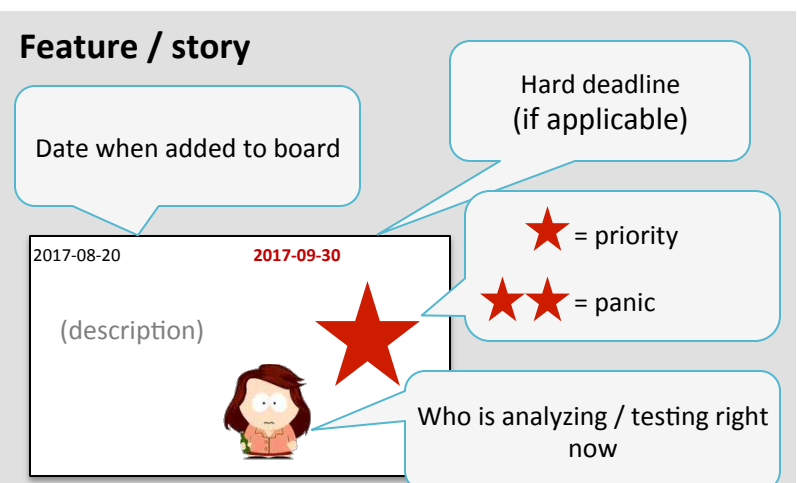 Feature / story
Date when added to board
Hard deadline
(if applicable)
2017-08-20
2017-09-30
(description)
= priority
= panic
Who is analyzing / testing right
now